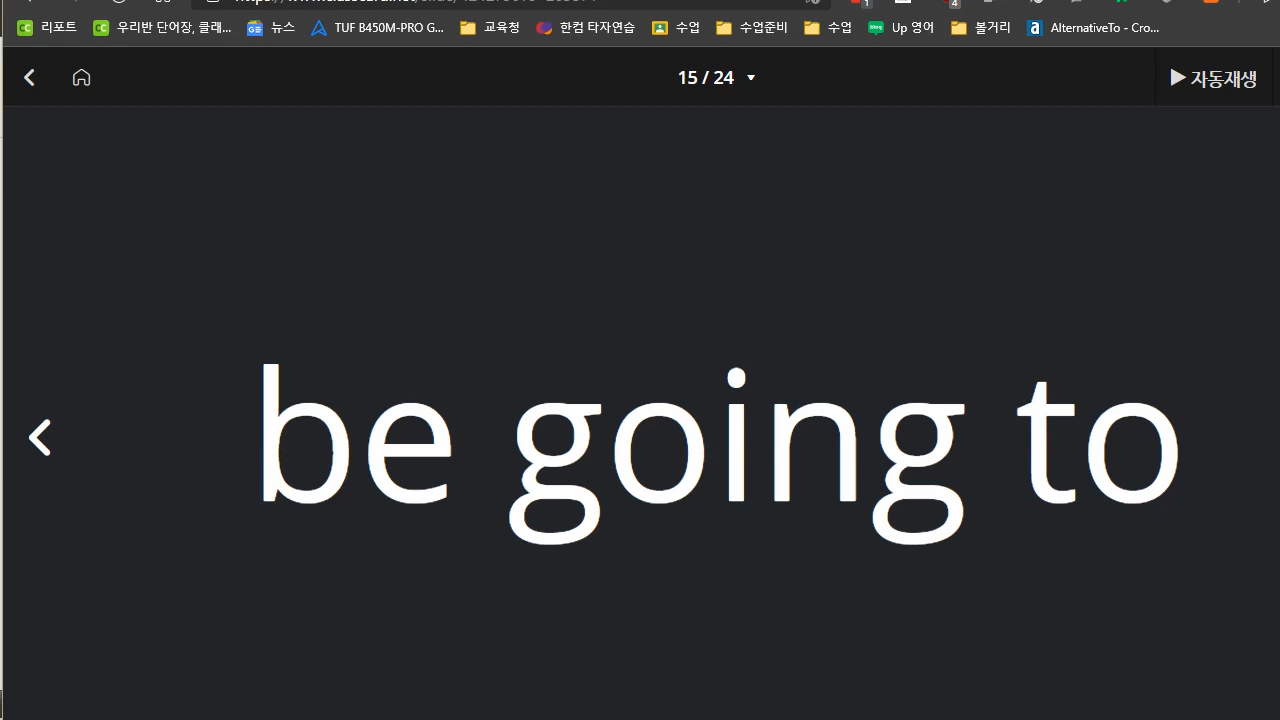 리포트 우리반 단어장, 클래... 뉴스 TUF B450M-PRO G... 교육청 한컴 타자연습 수업 수업준비 수업 Up 영어 볼거리 AlternativeTo - Cro...
15 / 24 ▶ 자동재생
be going to